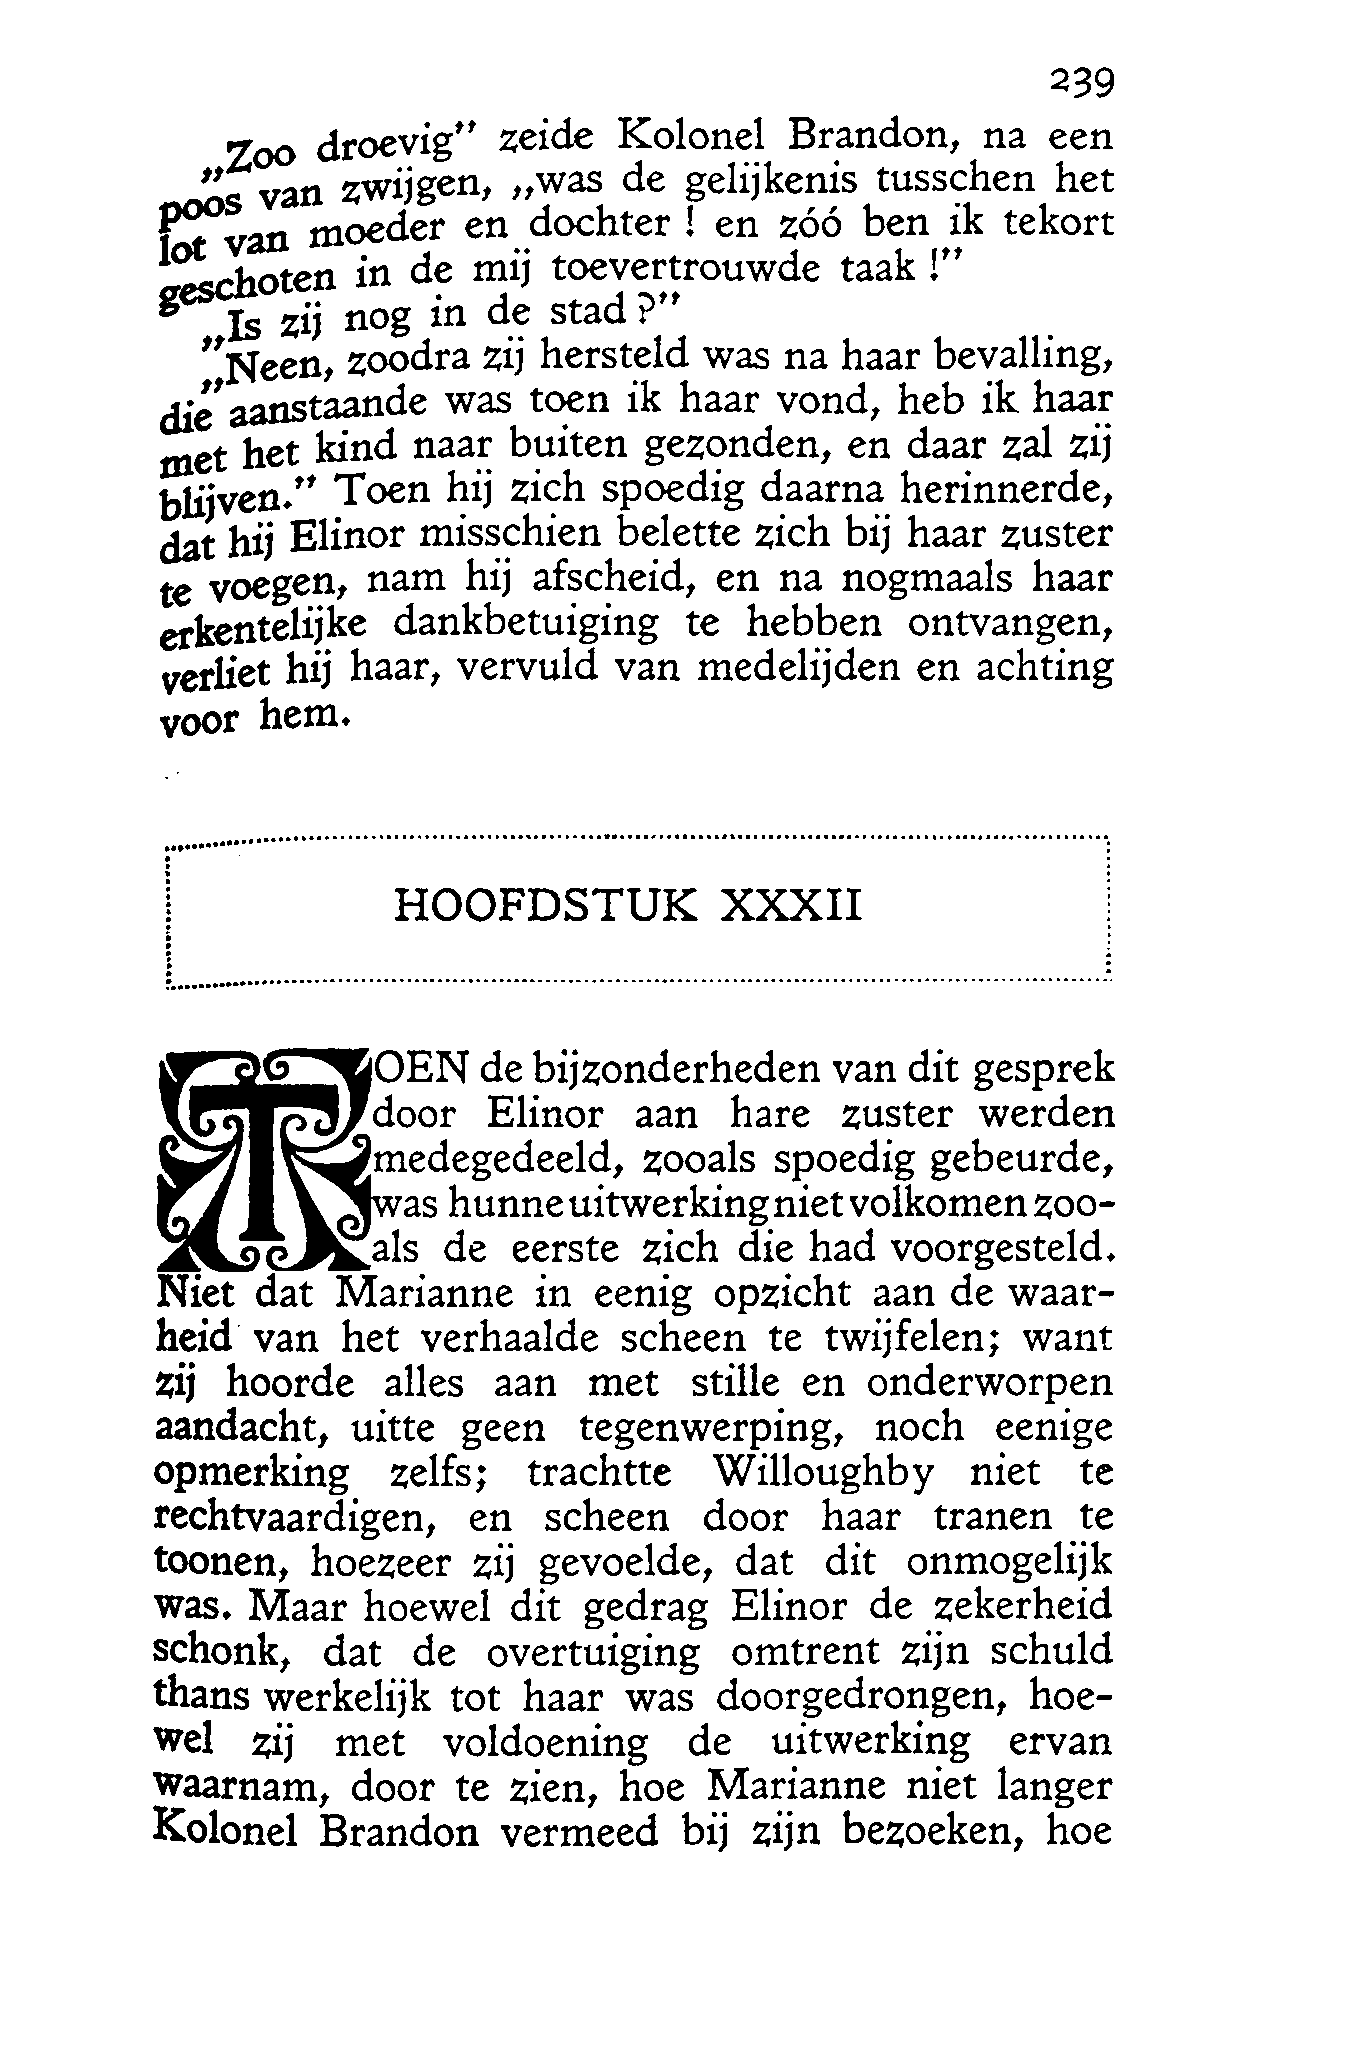 239
„Zoo droevig” zeide Kolonel Brandon, na een
poos van zwijgen, „was de gelijkenis tusschen het
lot van moeder en dochter ! en zóó ben ik tekort
geschoten in de mij toevertrouwde taak !”
„Is zij nog in de stad ?”
„Neen, zoodra zij hersteld was na haar bevalling,
die aanstaande was toen ik haar vond, heb ik haar
met het kind naar buiten gezonden, en daar zal zij
blijven.” Toen hij zich spoedig daarna herinnerde,
dat hij Elinor misschien belette zich bij haar zuster
te voegen, nam hij afscheid, en na nogmaals haar
erkentelijke dankbetuiging te hebben ontvangen,
verliet hij haar, vervuld van medelijden en achting
voor hem.
HOOFDSTUK XXXII
TOEN de bijzonderheden van dit gesprek
door Elinor aan hare zuster werden
medegedeeld, zooals spoedig gebeurde,
was hunne uitwerking niet volkomen zoo-
als de eerste zich die had voorgesteld.
Niet dat Marianne in eenig opzicht aan de waar-
heid van het verhaalde scheen te twijfelen; want
zij hoorde alles aan met stille en onderworpen
aandacht, uitte geen tegenwerping, noch eenige
opmerking zelfs; trachtte Willoughby niet te
rechtvaardigen, en scheen door haar tranen te
toonen, hoezeer zij gevoelde, dat dit onmogelijk
was. Maar hoewel dit gedrag Elinor de zekerheid
schonk, dat de overtuiging omtrent zijn schuld
thans werkelijk tot haar was doorgedrongen, hoe-
wel zij met voldoening de uitwerking ervan
waarnam, door te zien, hoe Marianne niet langer
Kolonel Brandon vermeed bij zijn bezoeken, hoe